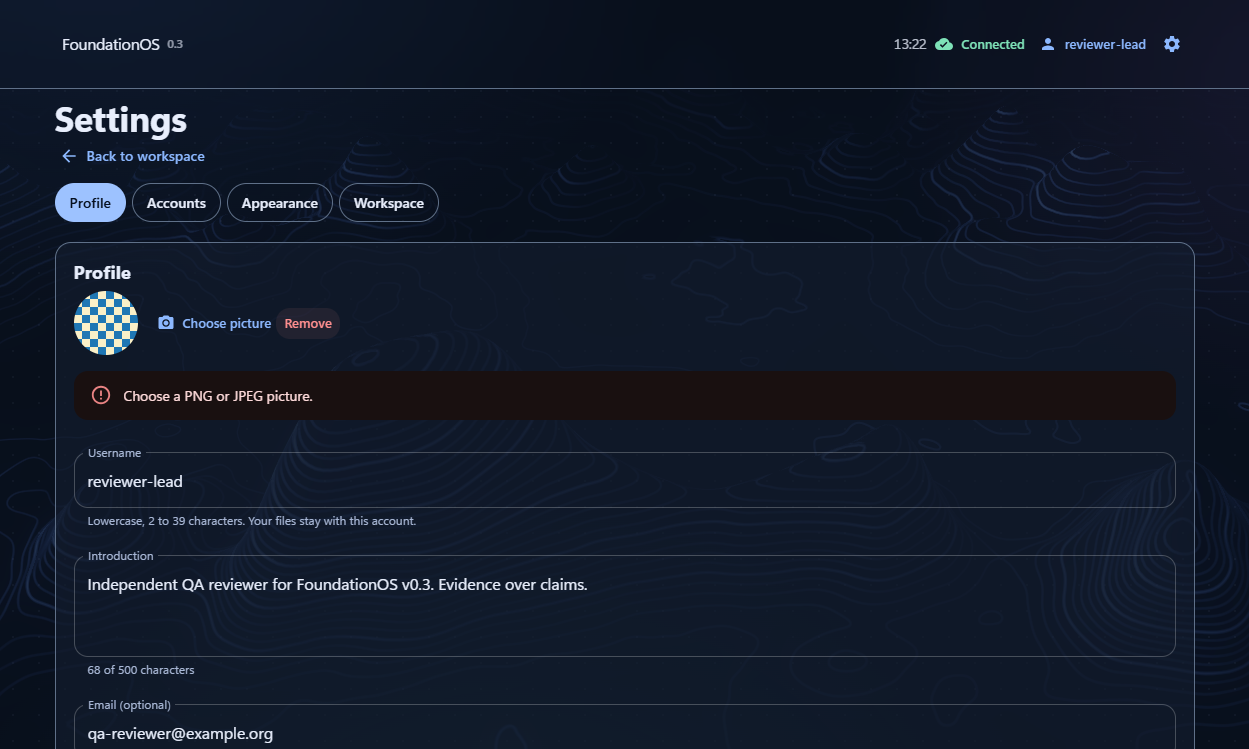 FoundationOS 0.3
13:22 Connected reviewer-lead
Settings
Back to workspace
Profile Accounts Appearance Workspace
Profile
Choose picture Remove
Choose a PNG or JPEG picture.
Username
reviewer-lead
Lowercase, 2 to 39 characters. Your files stay with this account.
Introduction
Independent QA reviewer for FoundationOS v0.3. Evidence over claims.
68 of 500 characters
Email (optional)
qa-reviewer@example.org